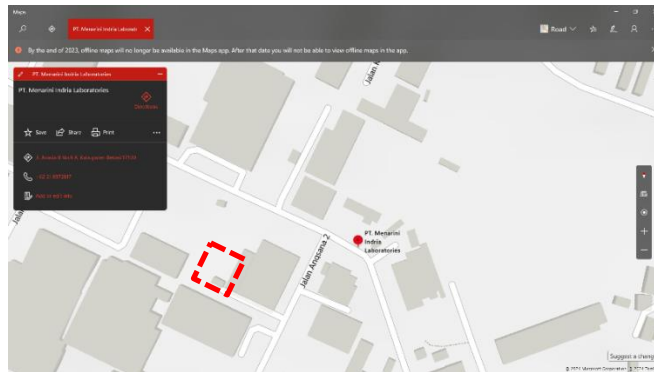 Maps
PT. Menarini Indria Laborato
Road
By the end of 2023, offline maps will no longer be available in the Maps app. After that date you will not be able to view offline maps in the app.
PT. Menarini Indria Laboratories
PT. Menarini Indria Laboratories
Directions
Save
Share
Print
Jalan
PT. Menarini
Indria
Laboratories
Jalan Angsana 2
Jalan
Suggest a chang